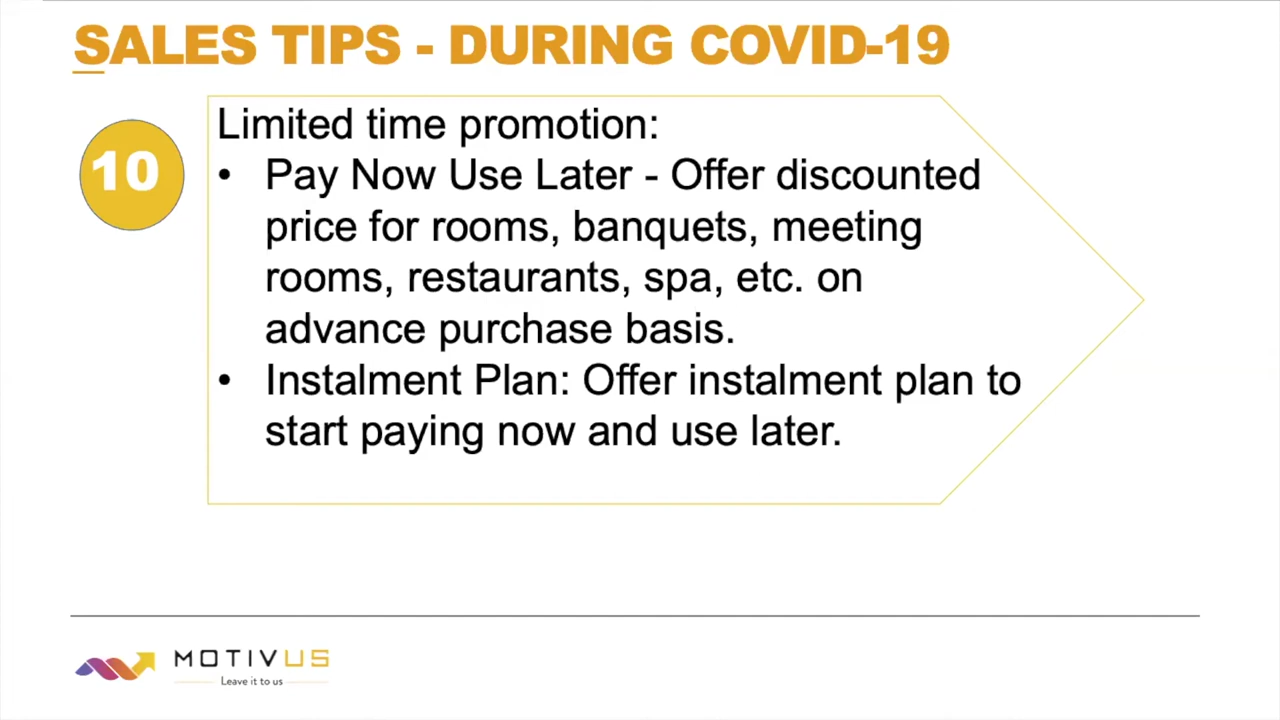 SALES TIPS - DURING COVID-19
10
Limited time promotion:
• Pay Now Use Later - Offer discounted
price for rooms, banquets, meeting
rooms, restaurants, spa, etc. on
advance purchase basis.
• Instalment Plan: Offer instalment plan to
start paying now and use later.
MOTIVUS
Leave it to us